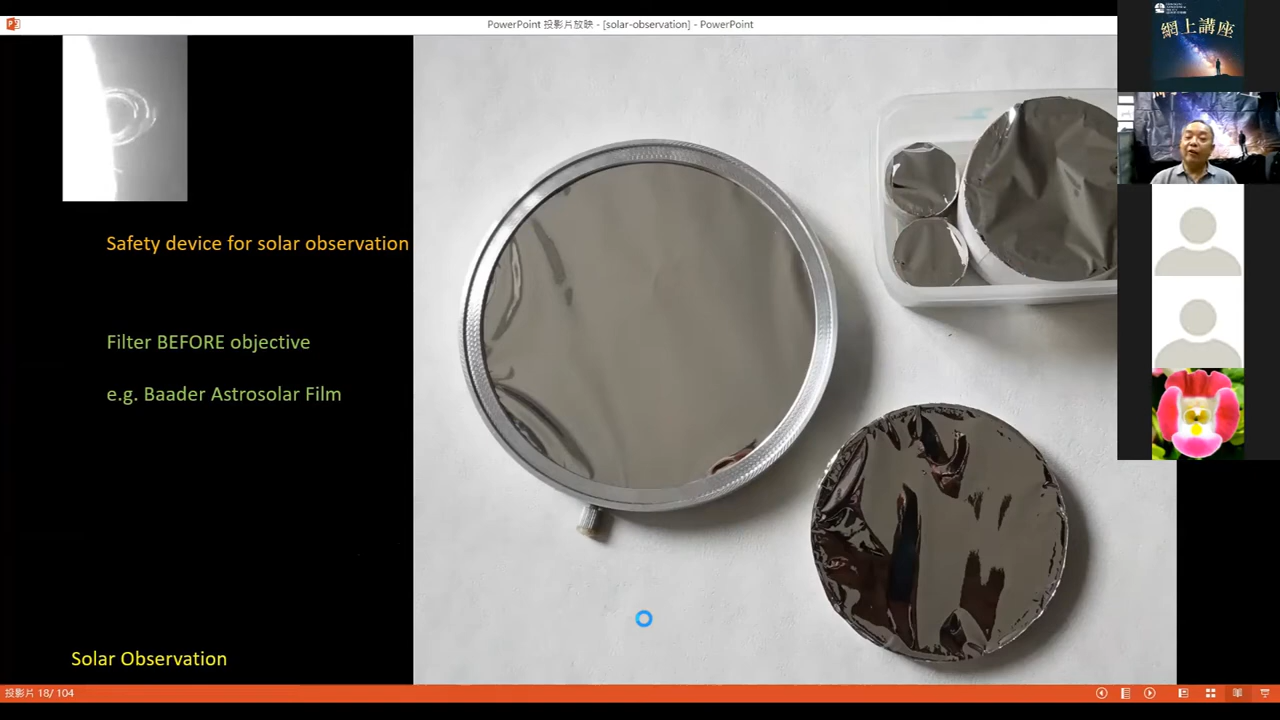 PowerPoint 投影片放映 - [solar-observation] - PowerPoint
網上講座
Safety device for solar observation
Filter BEFORE objective
e.g. Baader Astrosolar Film
Solar Observation
投影片 18/ 104